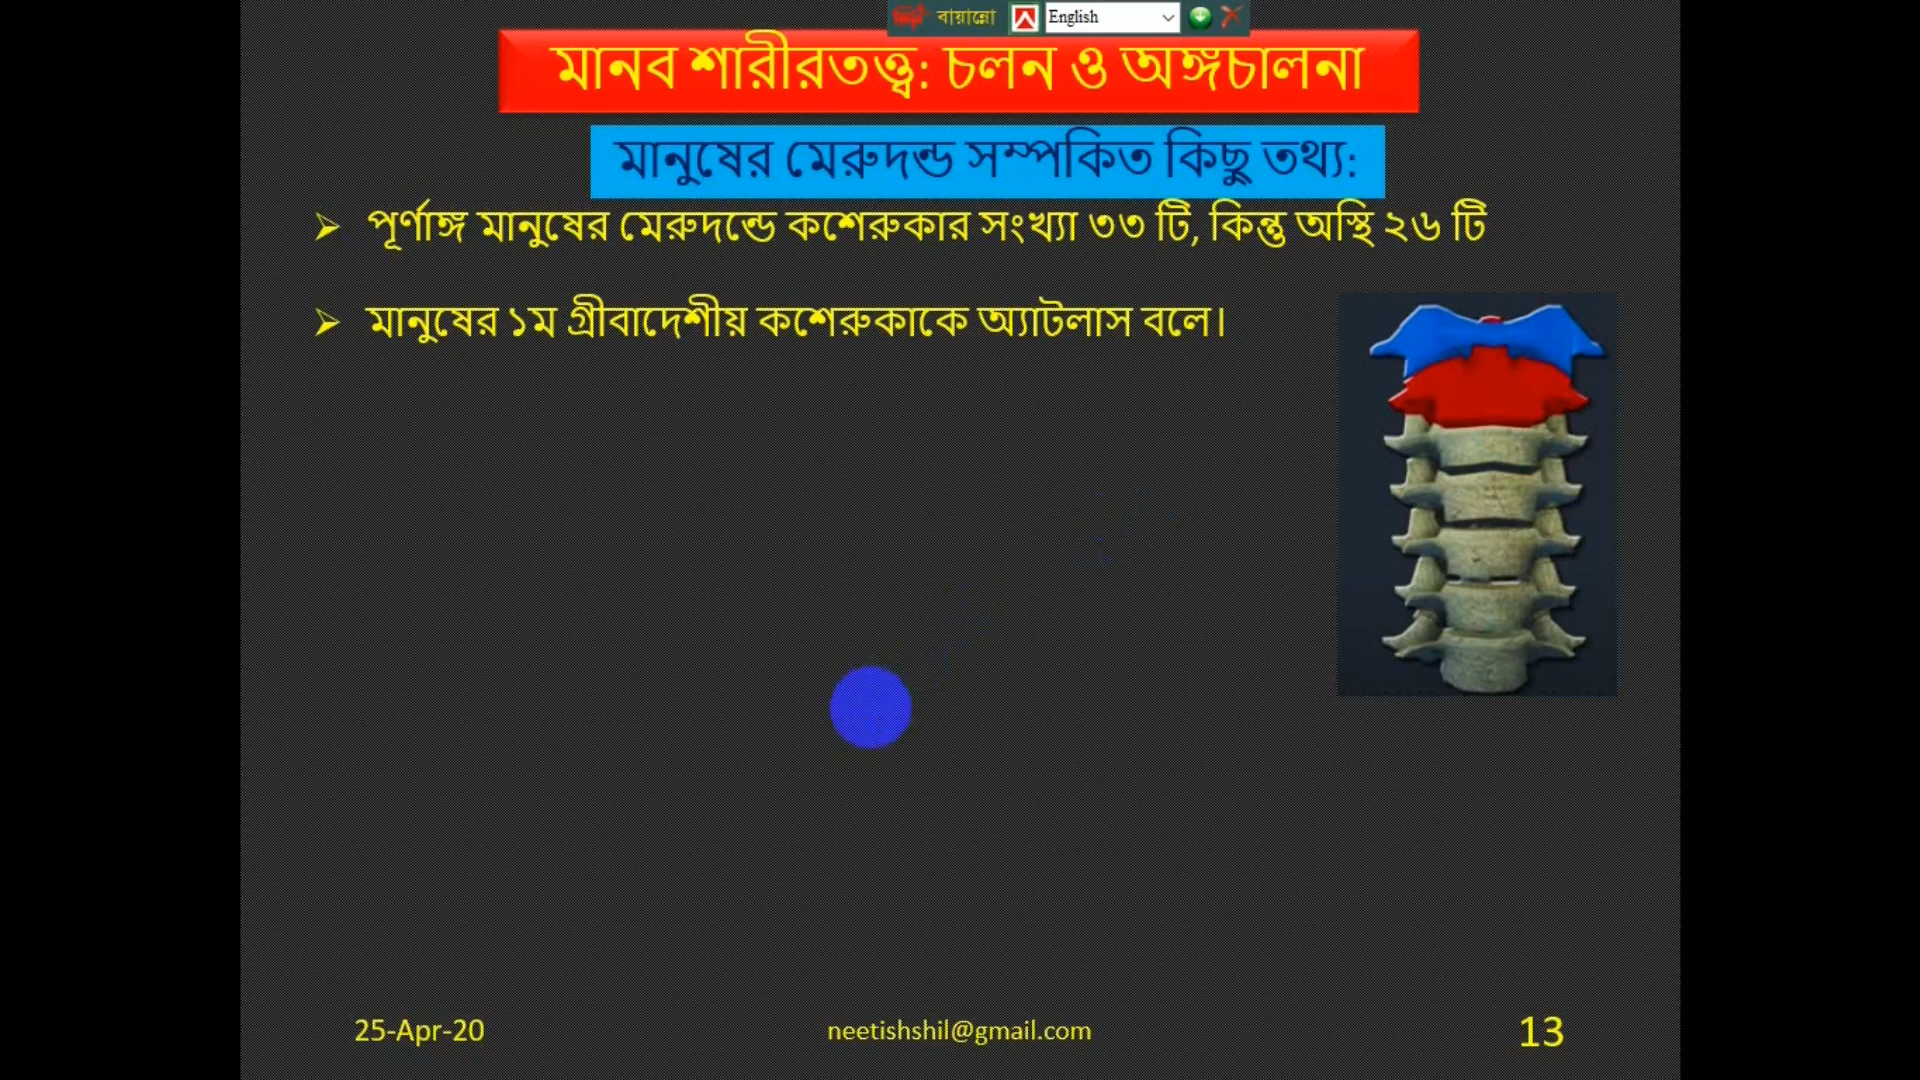 বায়ান্নো English
মানব শারীরতত্ত্ব: চলন ও অঙ্গচালনা
মানুষের মেরুদন্ড সম্পকিত কিছু তথ্য:
➢ পূর্ণাঙ্গ মানুষের মেরুদন্ডে কশেরুকার সংখ্যা ৩৩ টি, কিন্তু অস্থি ২৬ টি
➢ মানুষের ১ম গ্রীবাদেশীয় কশেরুকাকে অ্যাটলাস বলে।
25-Apr-20 neetishshil@gmail.com 13